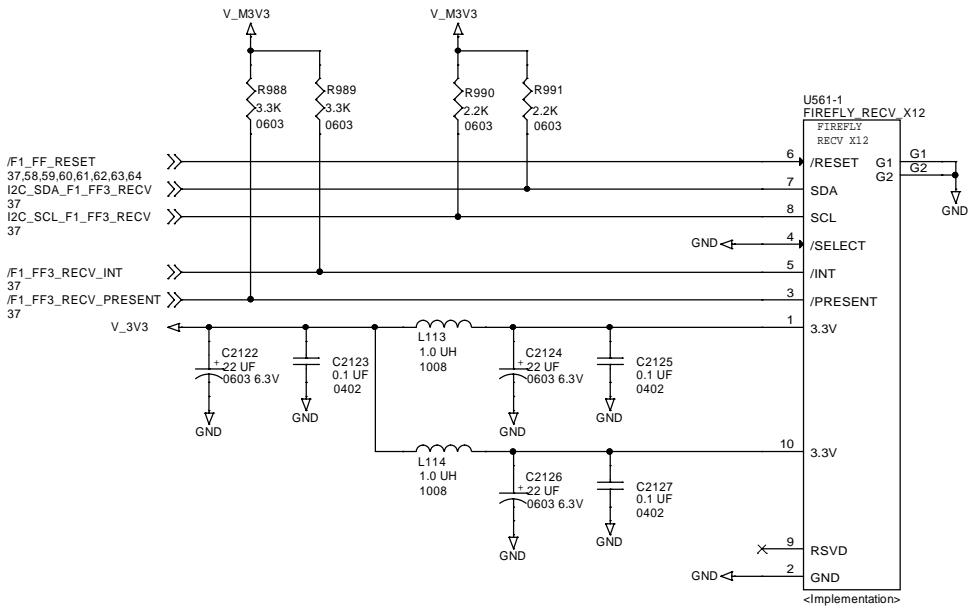 V_M3V3
V_M3V3
R988
3.3K
0603
R989
3.3K
0603
R990
2.2K
0603
R991
2.2K
0603
U561-1
FIREFLY_RECV_X12
FIREFLY
RECV X12
/F1_FF_RESET
37,58,59,60,61,62,63,64
I2C_SDA_F1_FF3_RECV
37
I2C_SCL_F1_FF3_RECV
37
/F1_FF3_RECV_INT
37
/F1_FF3_RECV_PRESENT
37
V_3V3
6
/RESET
7
SDA
8
SCL
GND
4
/SELECT
5
/INT
3
/PRESENT
1
3.3V
G1
G1
G2
G2
GND
C2122
+
22 UF
0603 6.3V
GND
C2123
0.1 UF
0402
GND
L113
1.0 UH
1008
C2124
+
22 UF
0603 6.3V
GND
C2125
0.1 UF
0402
GND
L114
1.0 UH
1008
10
3.3V
C2126
+
22 UF
0603 6.3V
GND
C2127
0.1 UF
0402
GND
9
RSVD
GND
2
GND
<Implementation>